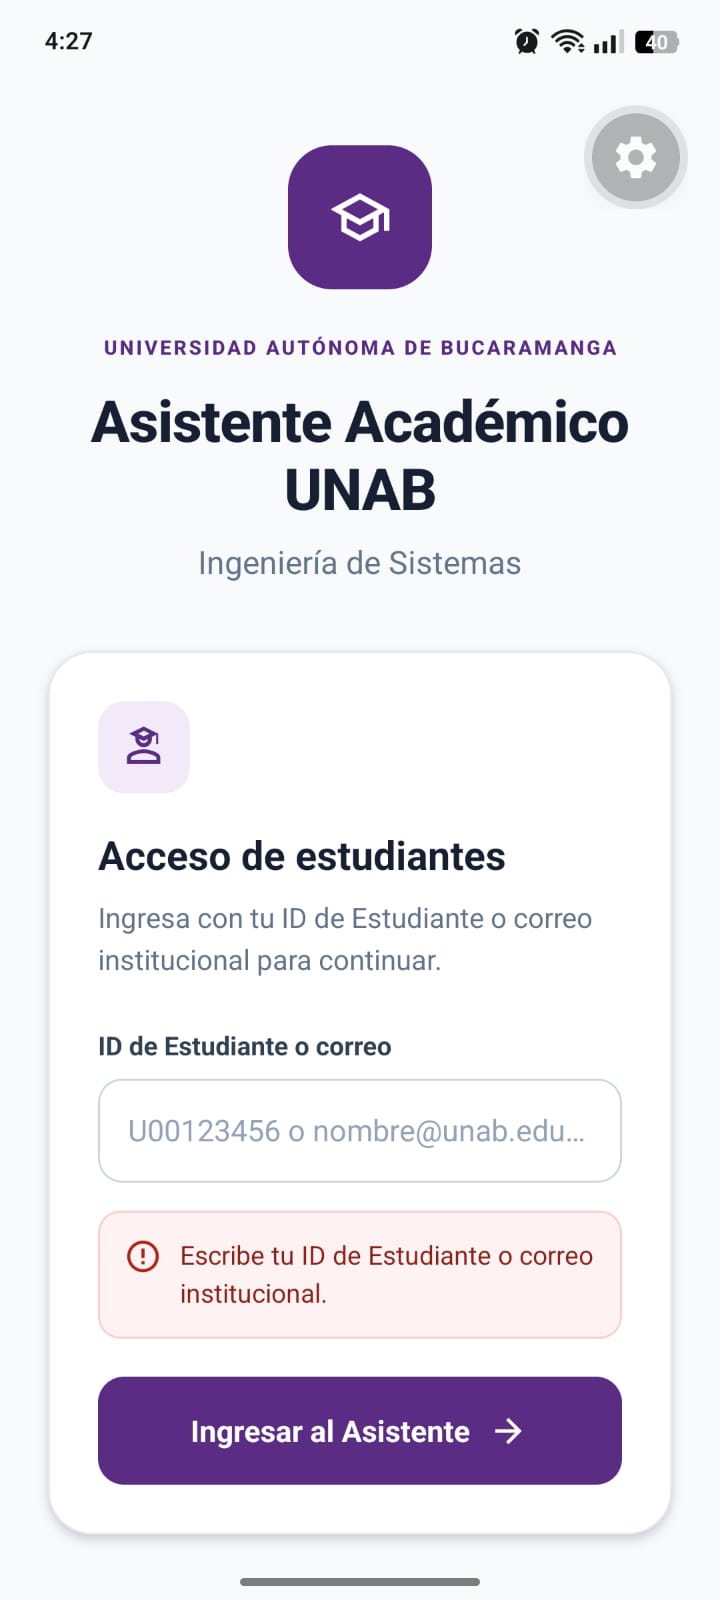 4:27
40
UNIVERSIDAD AUTÓNOMA DE BUCARAMANGA
Asistente Académico
UNAB
Ingeniería de Sistemas
Acceso de estudiantes
Ingresa con tu ID de Estudiante o correo
institucional para continuar.
ID de Estudiante o correo
U00123456 o nombre@unab.edu...
Escribe tu ID de Estudiante o correo
institucional.
Ingresar al Asistente →